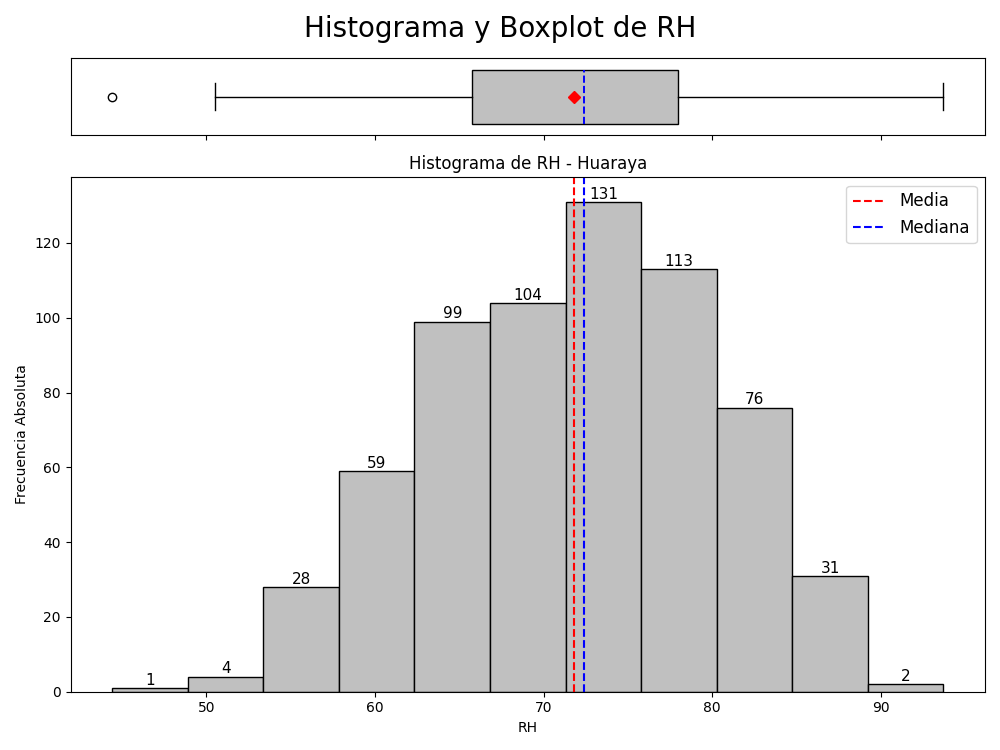 Histograma y Boxplot de RH
Histograma de RH - Huaraya
Media
Mediana
131
113
104
99
76
59
31
28
4
2
1
120
100
80
60
40
20
0
Frecuencia Absoluta
50 60 70 80 90
RH